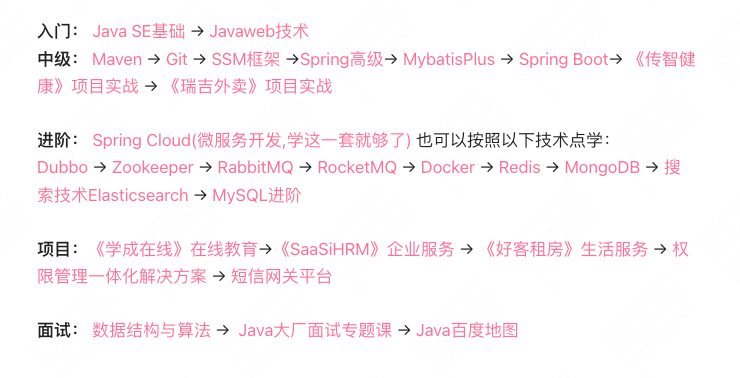 入门： Java SE基础 → Javaweb技术
中级： Maven → Git → SSM框架 →Spring高级→ MybatisPlus → Spring Boot→ 《传智健
康》项目实战 → 《瑞吉外卖》项目实战
进阶： Spring Cloud(微服务开发,学这一套就够了) 也可以按照以下技术点学：
Dubbo → Zookeeper → RabbitMQ → RocketMQ → Docker → Redis → MongoDB → 搜
索技术Elasticsearch → MySQL进阶
项目： 《学成在线》在线教育→《SaaSiHRM》企业服务 → 《好客租房》生活服务 → 权
限管理一体化解决方案 → 短信网关平台
面试： 数据结构与算法 → Java大厂面试专题课 → Java百度地图